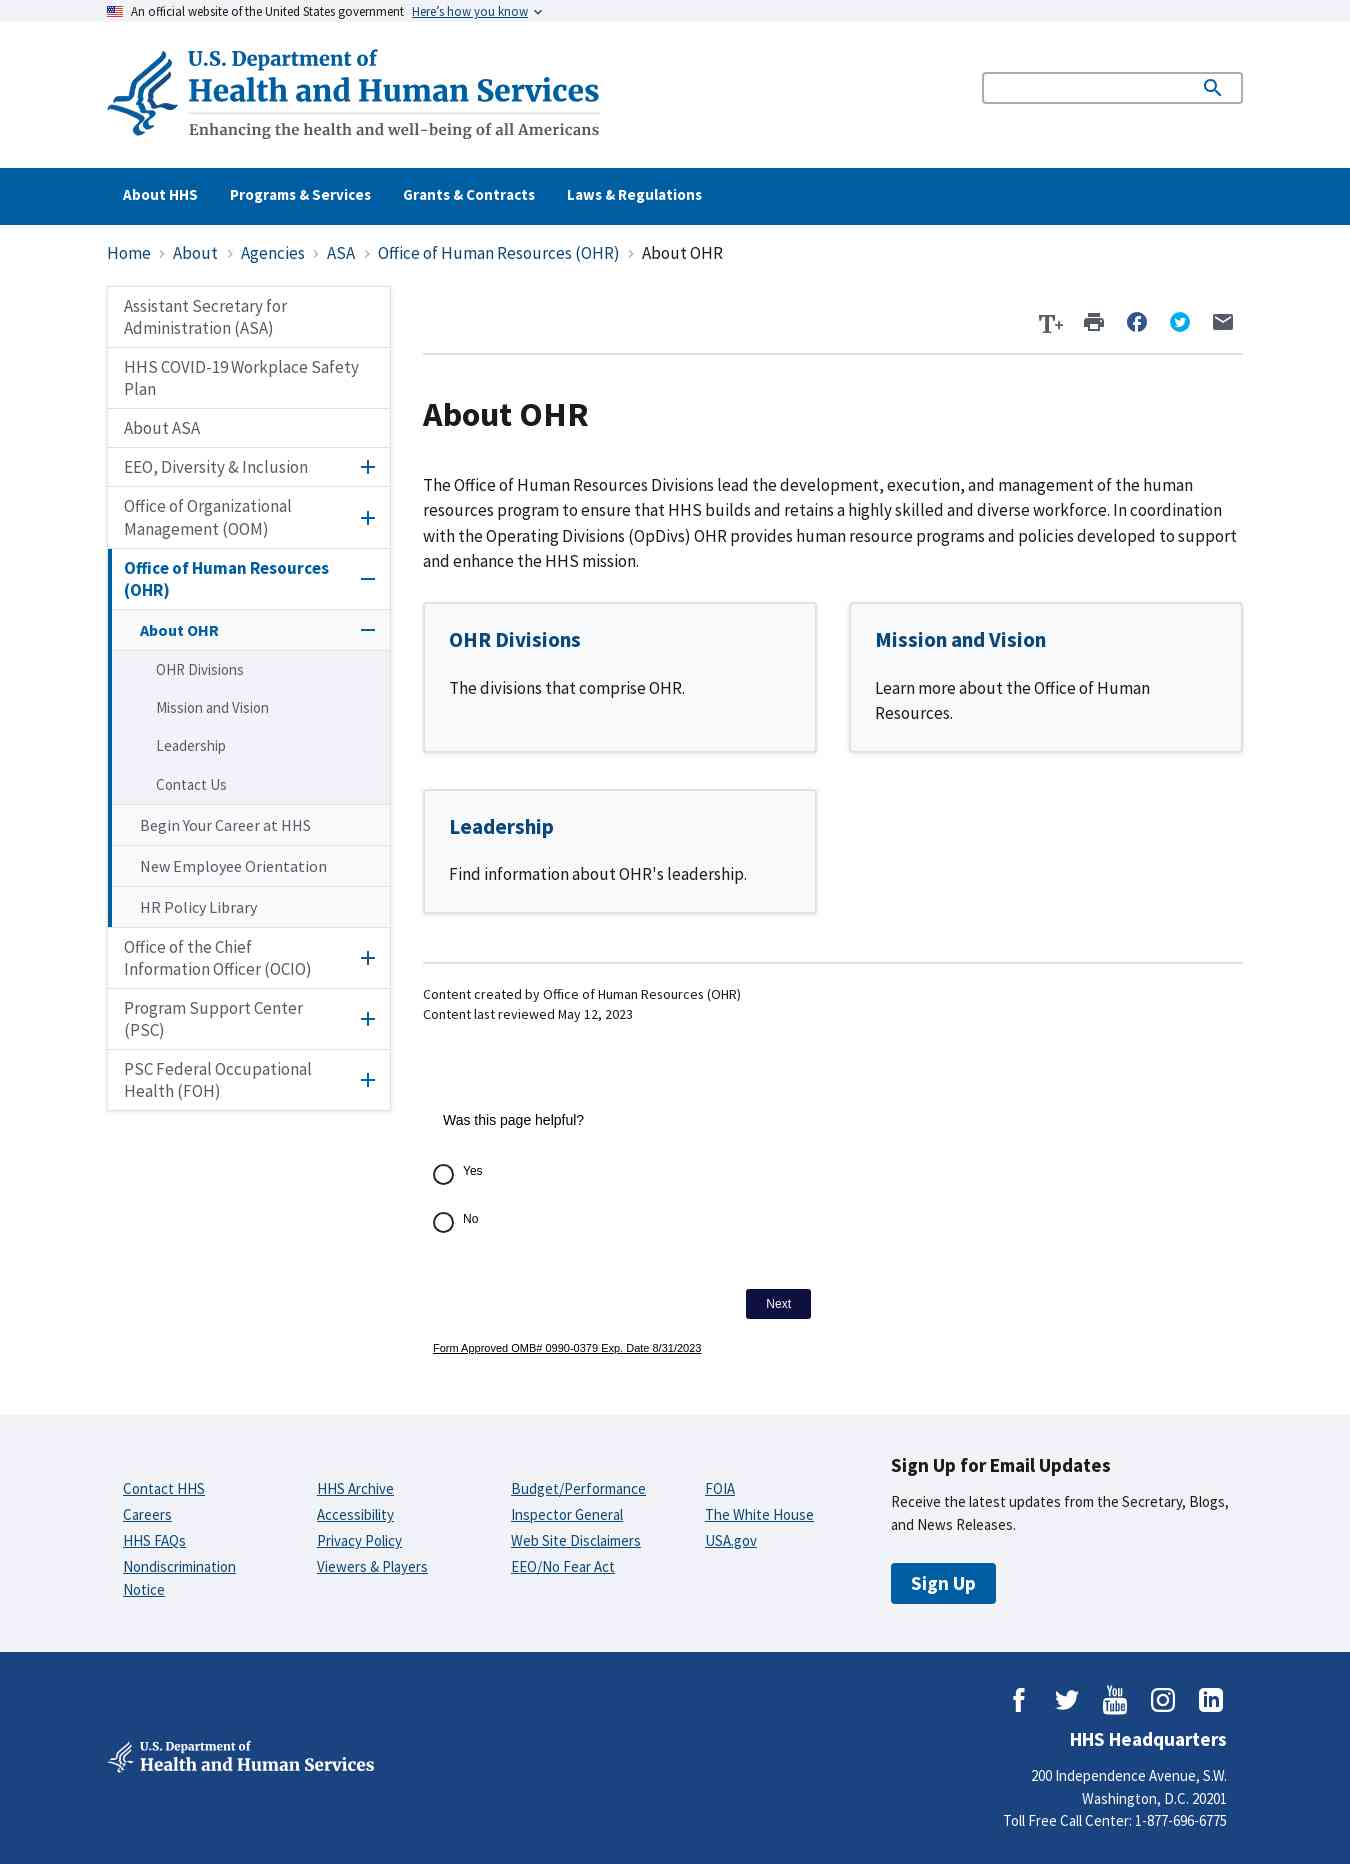 An official website of the United States government Here's how you know
U.S. Department of
Health and Human Services
Enhancing the health and well-being of all Americans
About HHS Programs & Services Grants & Contracts Laws & Regulations
Home › About › Agencies › ASA › Office of Human Resources (OHR) › About OHR
Assistant Secretary for
Administration (ASA)
HHS COVID-19 Workplace Safety
Plan
About ASA
EEO, Diversity & Inclusion
Office of Organizational
Management (OOM)
Office of Human Resources
(OHR)
About OHR
OHR Divisions
Mission and Vision
Leadership
Contact Us
Begin Your Career at HHS
New Employee Orientation
HR Policy Library
Office of the Chief
Information Officer (OCIO)
Program Support Center
(PSC)
PSC Federal Occupational
Health (FOH)
T+
About OHR
The Office of Human Resources Divisions lead the development, execution, and management of the human
resources program to ensure that HHS builds and retains a highly skilled and diverse workforce. In coordination
with the Operating Divisions (OpDivs) OHR provides human resource programs and policies developed to support
and enhance the HHS mission.
OHR Divisions
The divisions that comprise OHR.
Mission and Vision
Learn more about the Office of Human
Resources.
Leadership
Find information about OHR's leadership.
Content created by Office of Human Resources (OHR)
Content last reviewed May 12, 2023
Was this page helpful?
Yes
No
Next
Form Approved OMB# 0990-0379 Exp. Date 8/31/2023
Contact HHS
Careers
HHS FAQs
Nondiscrimination
Notice
HHS Archive
Accessibility
Privacy Policy
Viewers & Players
Budget/Performance
Inspector General
Web Site Disclaimers
EEO/No Fear Act
FOIA
The White House
USA.gov
Sign Up for Email Updates
Receive the latest updates from the Secretary, Blogs,
and News Releases.
Sign Up
You
Tube
U.S. Department of
Health and Human Services
HHS Headquarters
200 Independence Avenue, S.W.
Washington, D.C. 20201
Toll Free Call Center: 1-877-696-6775